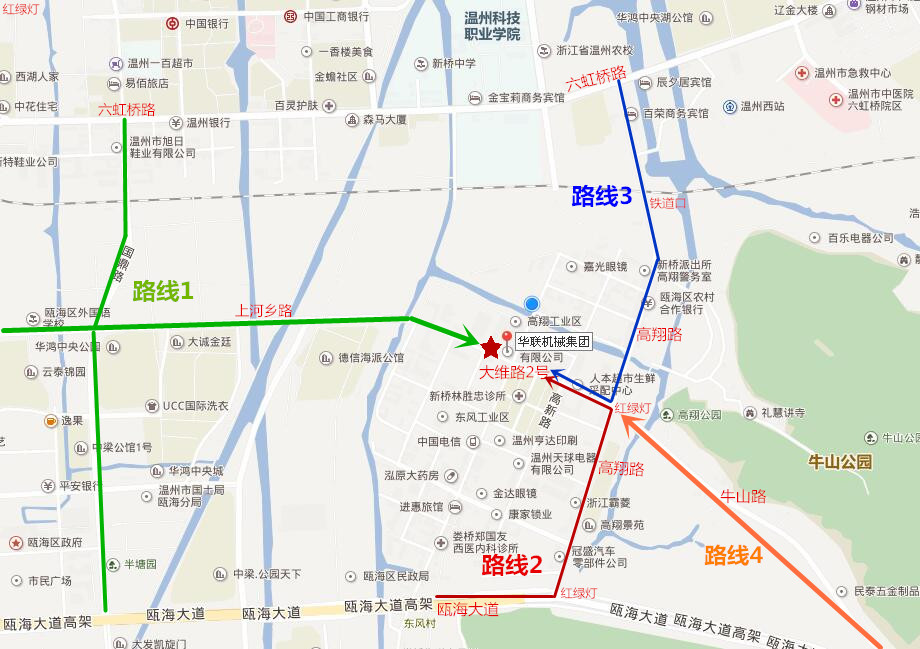 红绿灯
中国银行
中国工商银行
温州科技
职业学院
华鸿中央湖公馆
辽金大楼
钢材市场
温州一百超市
一香楼美食
浙江省温州农校
西湖人家
易佰旅店
金蟾社区
新桥中学
六虹桥路
辰夕居宾馆
温州市急救中心
中花住宅
六虹桥路
百灵护肤
金宝莉商务宾馆
百荣商务宾馆
温州西站
温州市中医院
六虹桥院区
温州银行
森马大厦
温州市旭日
鞋业有限公司
特鞋业公司
路线3
铁道口
百乐电器公司
国鼎路
嘉光眼镜
新桥派出所
高翔警务室
路线1
瓯海区农村
合作银行
瓯海区外国语
学校
上河乡路
高翔工业区
高翔路
华鸿中央公园
大诚金廷
德信海派公馆
华联机械集团
有限公司
云泰锦园
大维路2号
人本超市生鲜
采配中心
新桥林胜忠诊所
高新路
红绿灯
高翔公园
礼慧讲寺
逸果
UCC国际洗衣
东风工业区
中梁公馆1号
中国电信
温州亨达印刷
牛山公园
华鸿中央城
温州天球电器
有限公司
高翔路
平安银行
温州市国土局
瓯海分局
泓原大药房
金达眼镜
牛山路
进惠旅馆
康家锁业
浙江霸菱
高翔景苑
瓯海区政府
娄桥郑国友
西医内科诊所
冠盛汽车
零部件公司
路线4
半塘园
路线2
市民广场
中梁.公园天下
瓯海区民政局
红绿灯
民泰五金制品
瓯海大道高架
瓯海大道
瓯海大道
瓯海大道高架
瓯海大道
瓯海大道
瓯海大道高架
瓯海大道
东风村
大发凯旋门